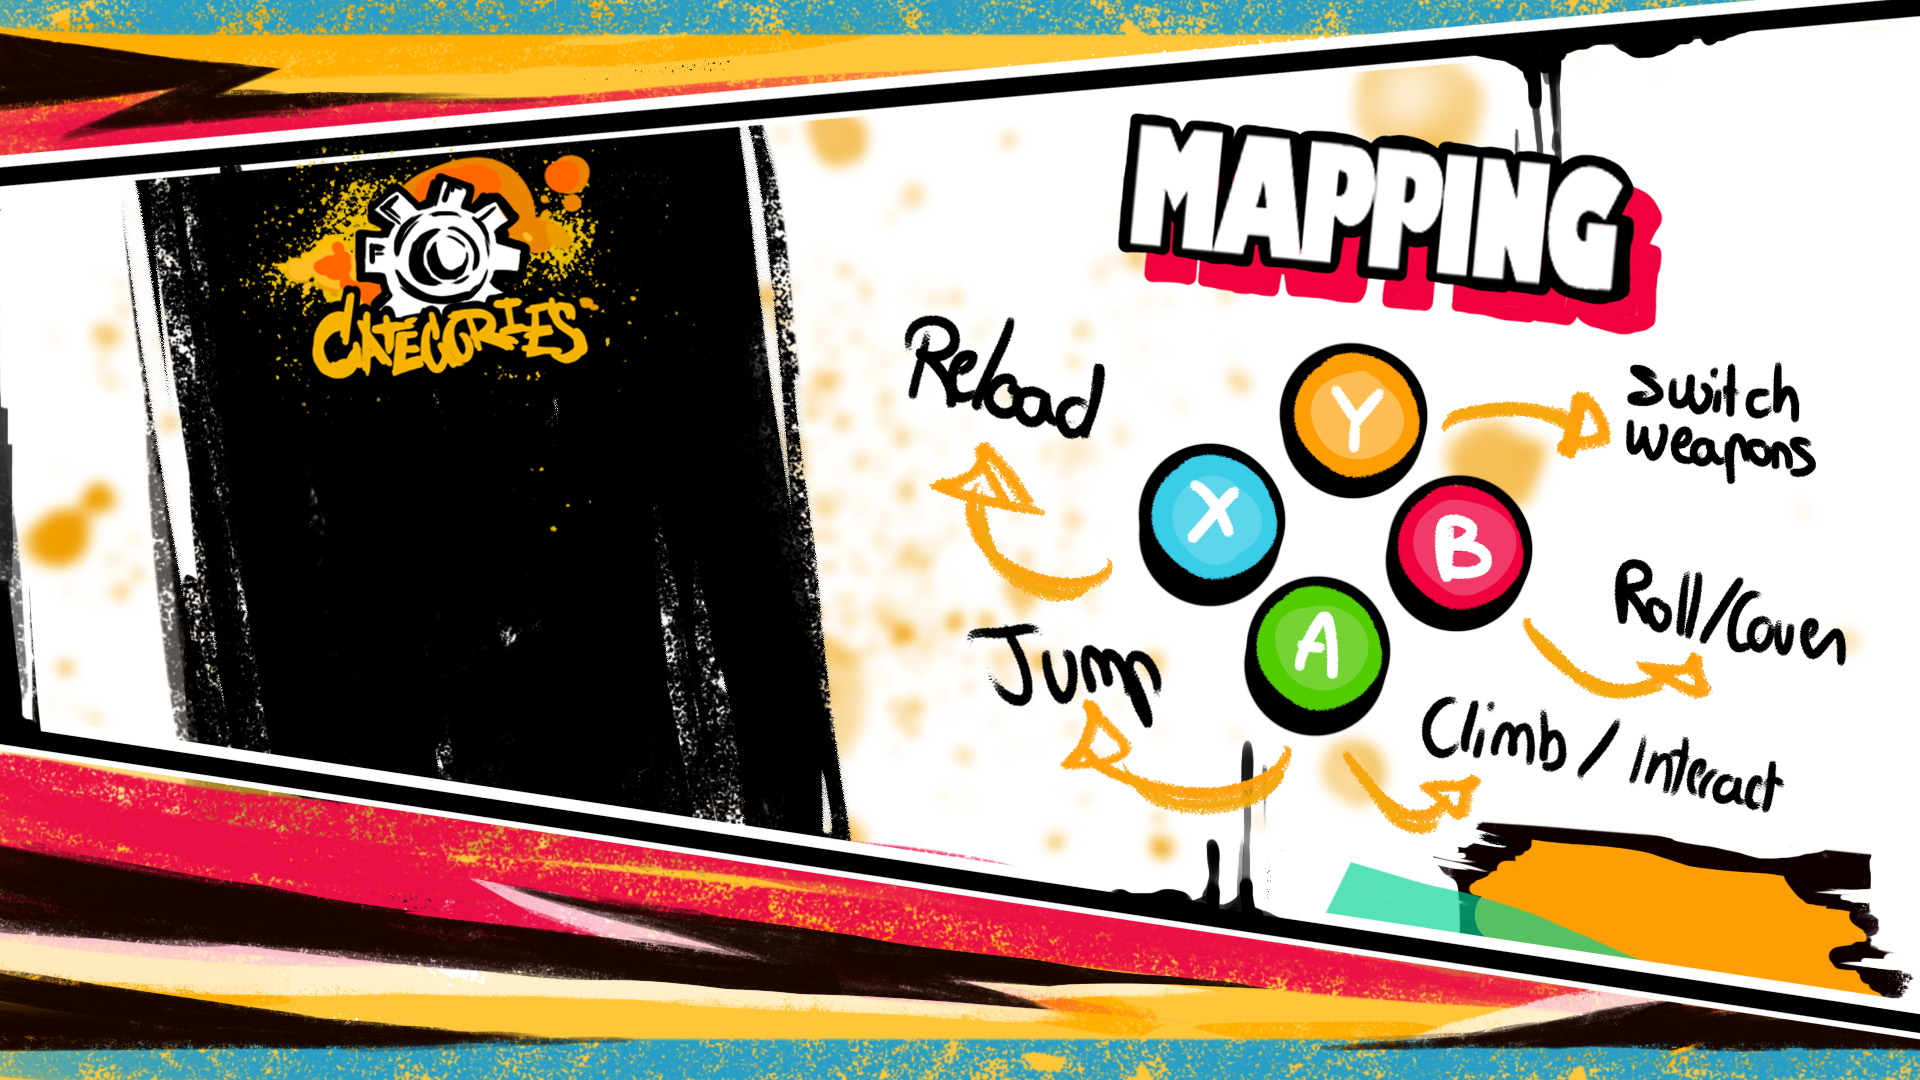 MAPPING
CATEGORIES
Reload
Y
Switch
weapons
X
B
Roll/Cover
A
Jump
Climb / Interact